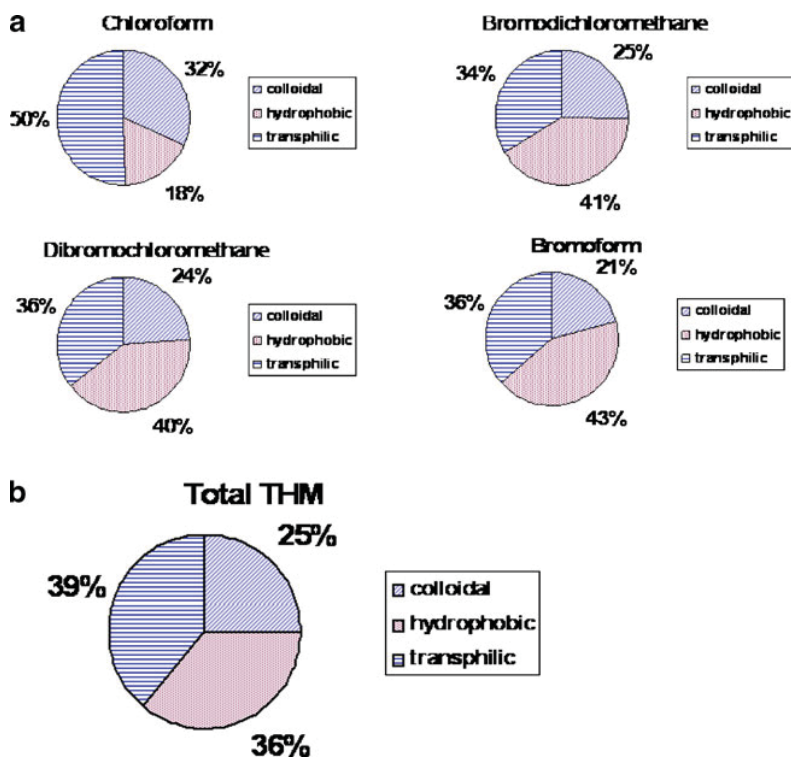 a
Chloroform
32%
50%
18%
colloidal
hydrophobic
transphilic
Bromodichloromethane
25%
34%
41%
colloidal
hydrophobic
transphilic
Dibromochloromethane
24%
36%
40%
colloidal
hydrophobic
transphilic
Bromoform
21%
36%
43%
colloidal
hydrophobic
transphilic
b
Total THM
25%
39%
36%
colloidal
hydrophobic
transphilic